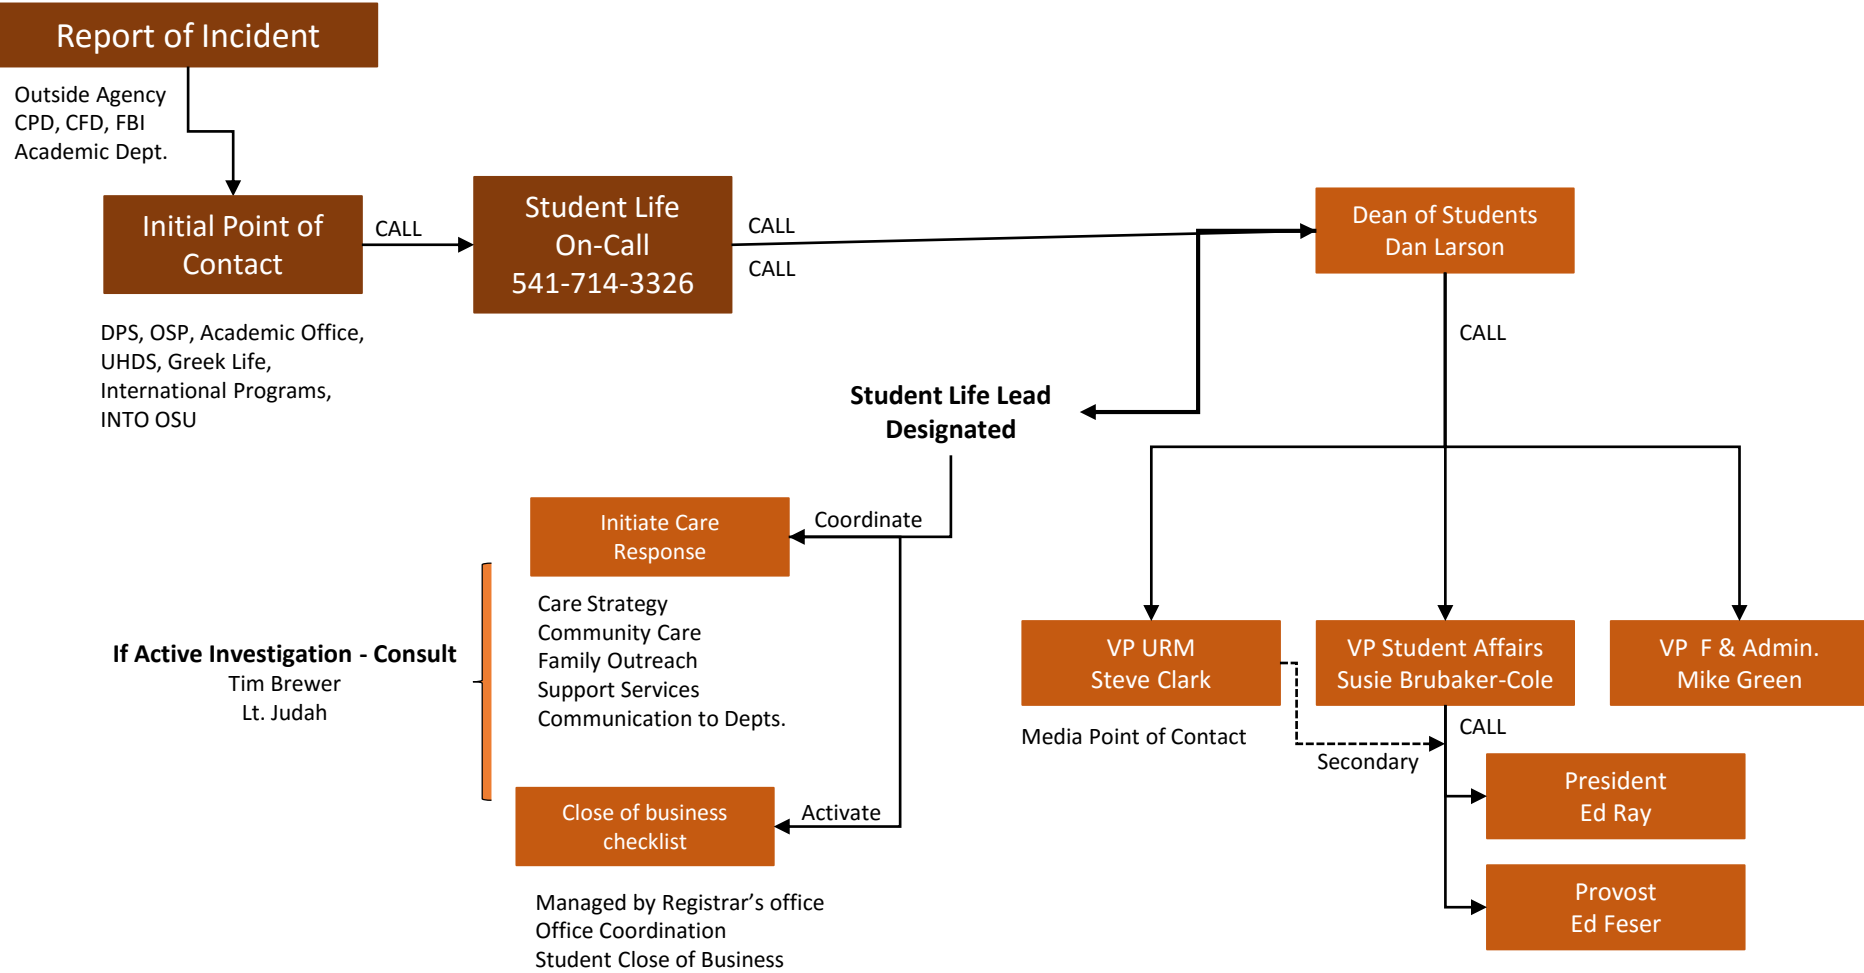 Report of Incident
Outside Agency
CPD, CFD, FBI
Academic Dept.
Initial Point of
Contact
CALL
Student Life
On-Call
541-714-3326
CALL
CALL
Dean of Students
Dan Larson
DPS, OSP, Academic Office,
UHDS, Greek Life,
International Programs,
INTO OSU
CALL
Student Life Lead
Designated
Initiate Care
Response
Coordinate
Care Strategy
Community Care
Family Outreach
Support Services
Communication to Depts.
If Active Investigation - Consult
Tim Brewer
Lt. Judah
Close of business
checklist
Activate
Managed by Registrar’s office
Office Coordination
Student Close of Business
VP URM
Steve Clark
Media Point of Contact
VP Student Affairs
Susie Brubaker-Cole
VP F & Admin.
Mike Green
CALL
Secondary
President
Ed Ray
Provost
Ed Feser